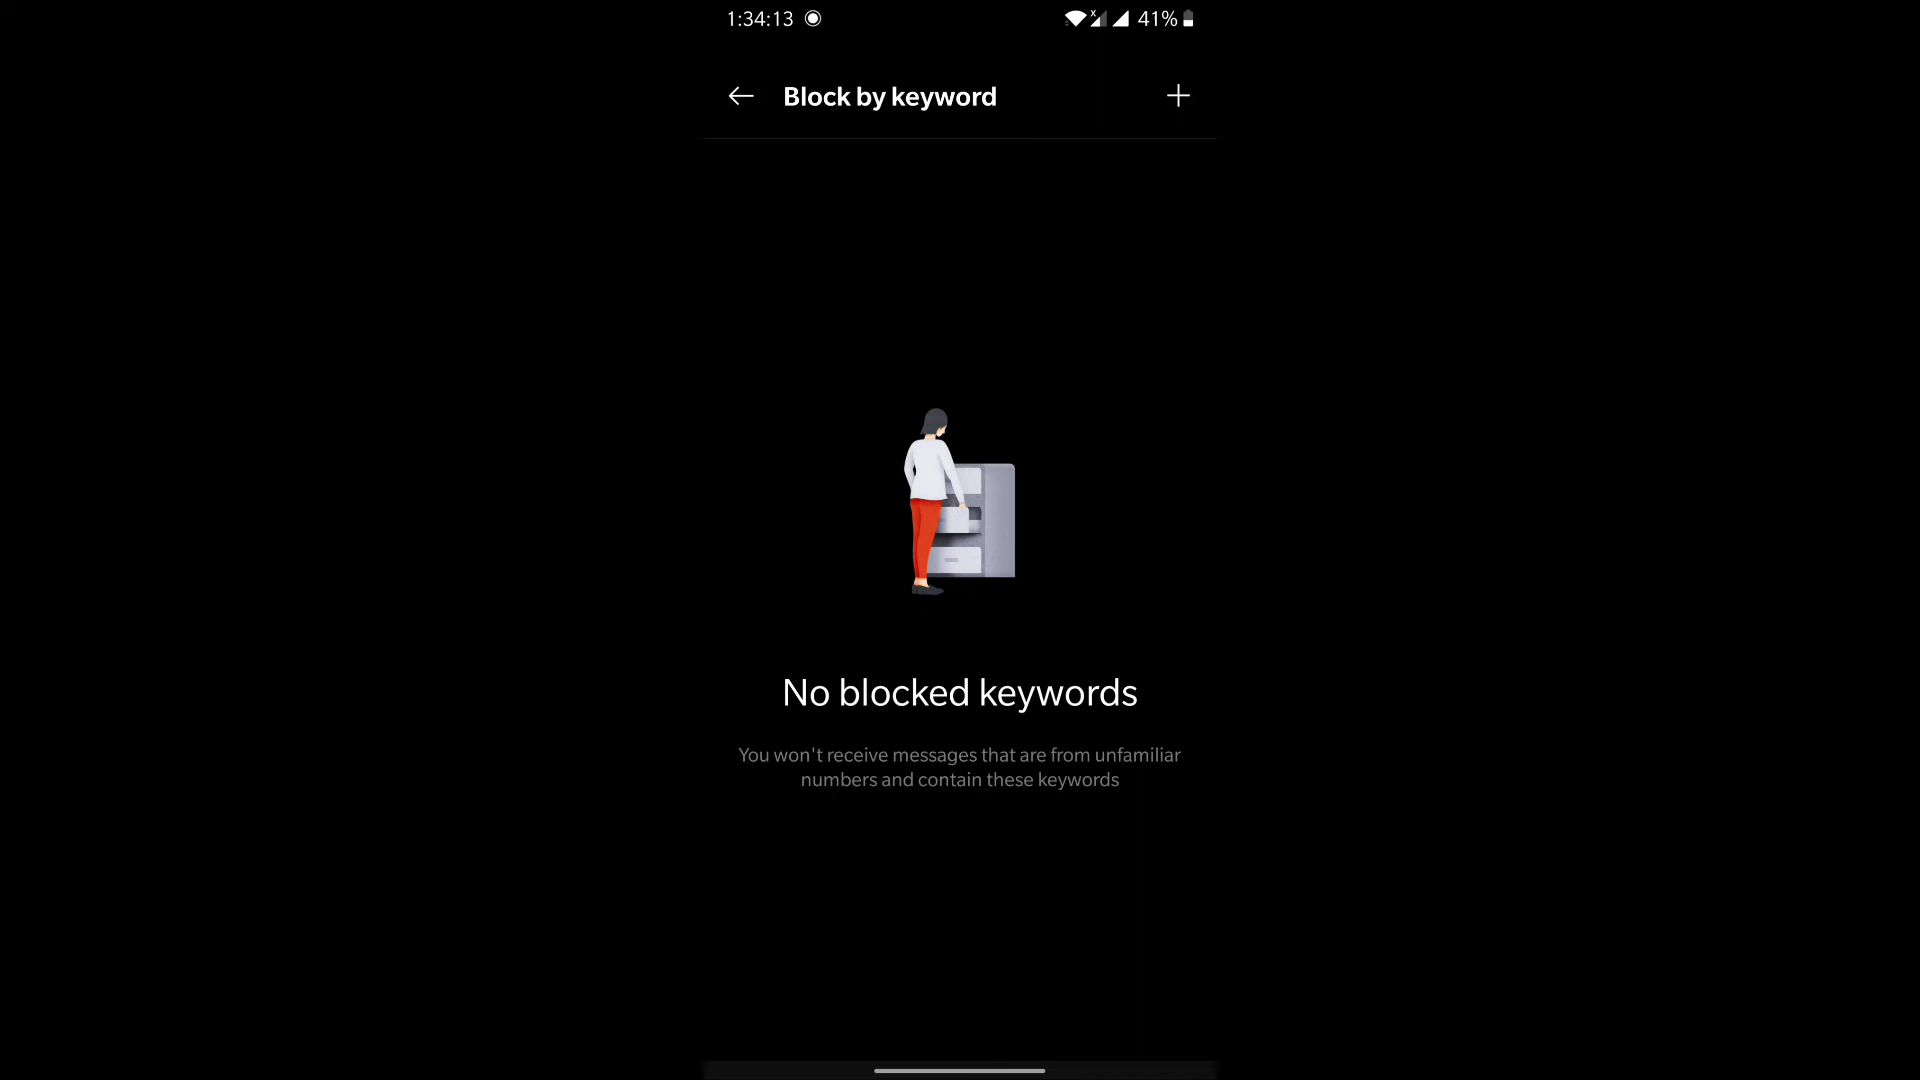 1:34:13 41%
Block by keyword
No blocked keywords
You won't receive messages that are from unfamiliar
numbers and contain these keywords